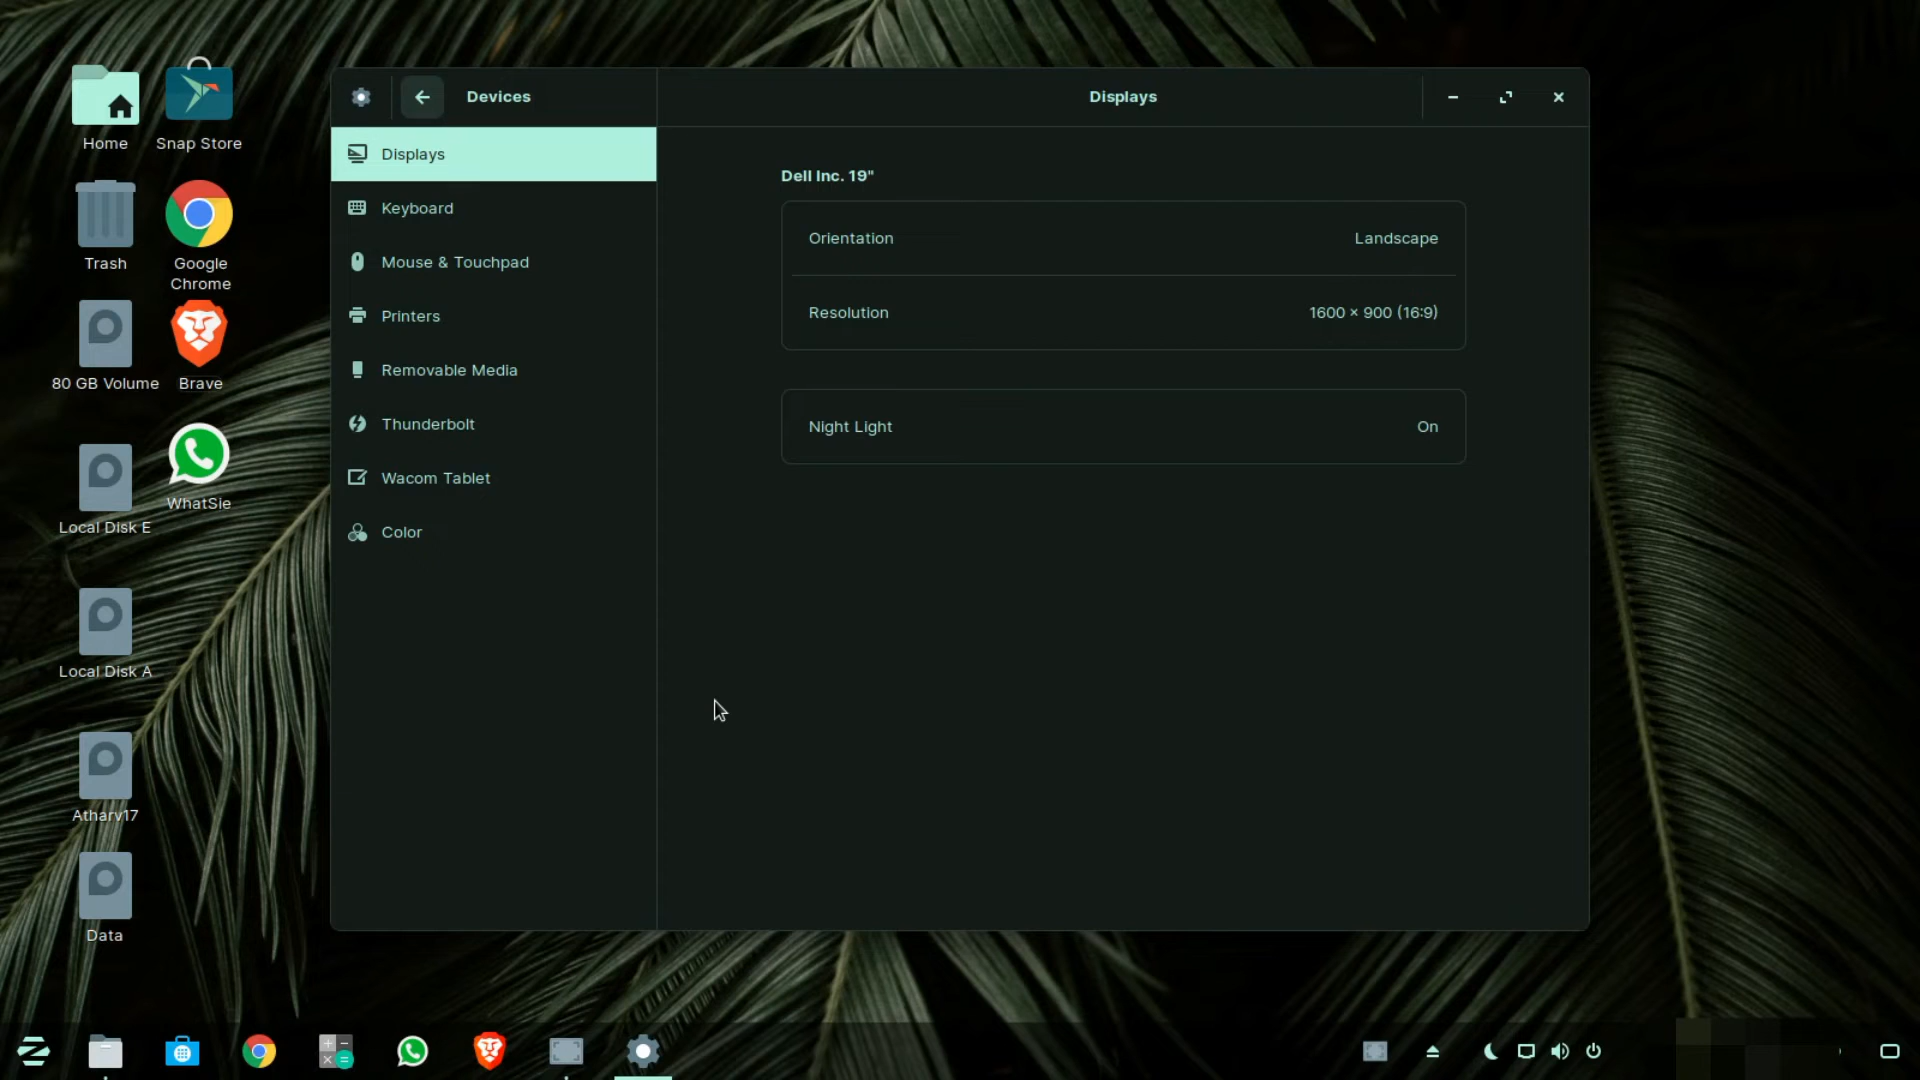 Home
Snap Store
Trash
Google
Chrome
80 GB Volume
Brave
Local Disk E
WhatSie
Local Disk A
Atharv17
Data
Devices
Displays
Displays
Keyboard
Mouse & Touchpad
Printers
Removable Media
Thunderbolt
Wacom Tablet
Color
Dell Inc. 19"
Orientation
Landscape
Resolution
1600 × 900 (16:9)
Night Light
On